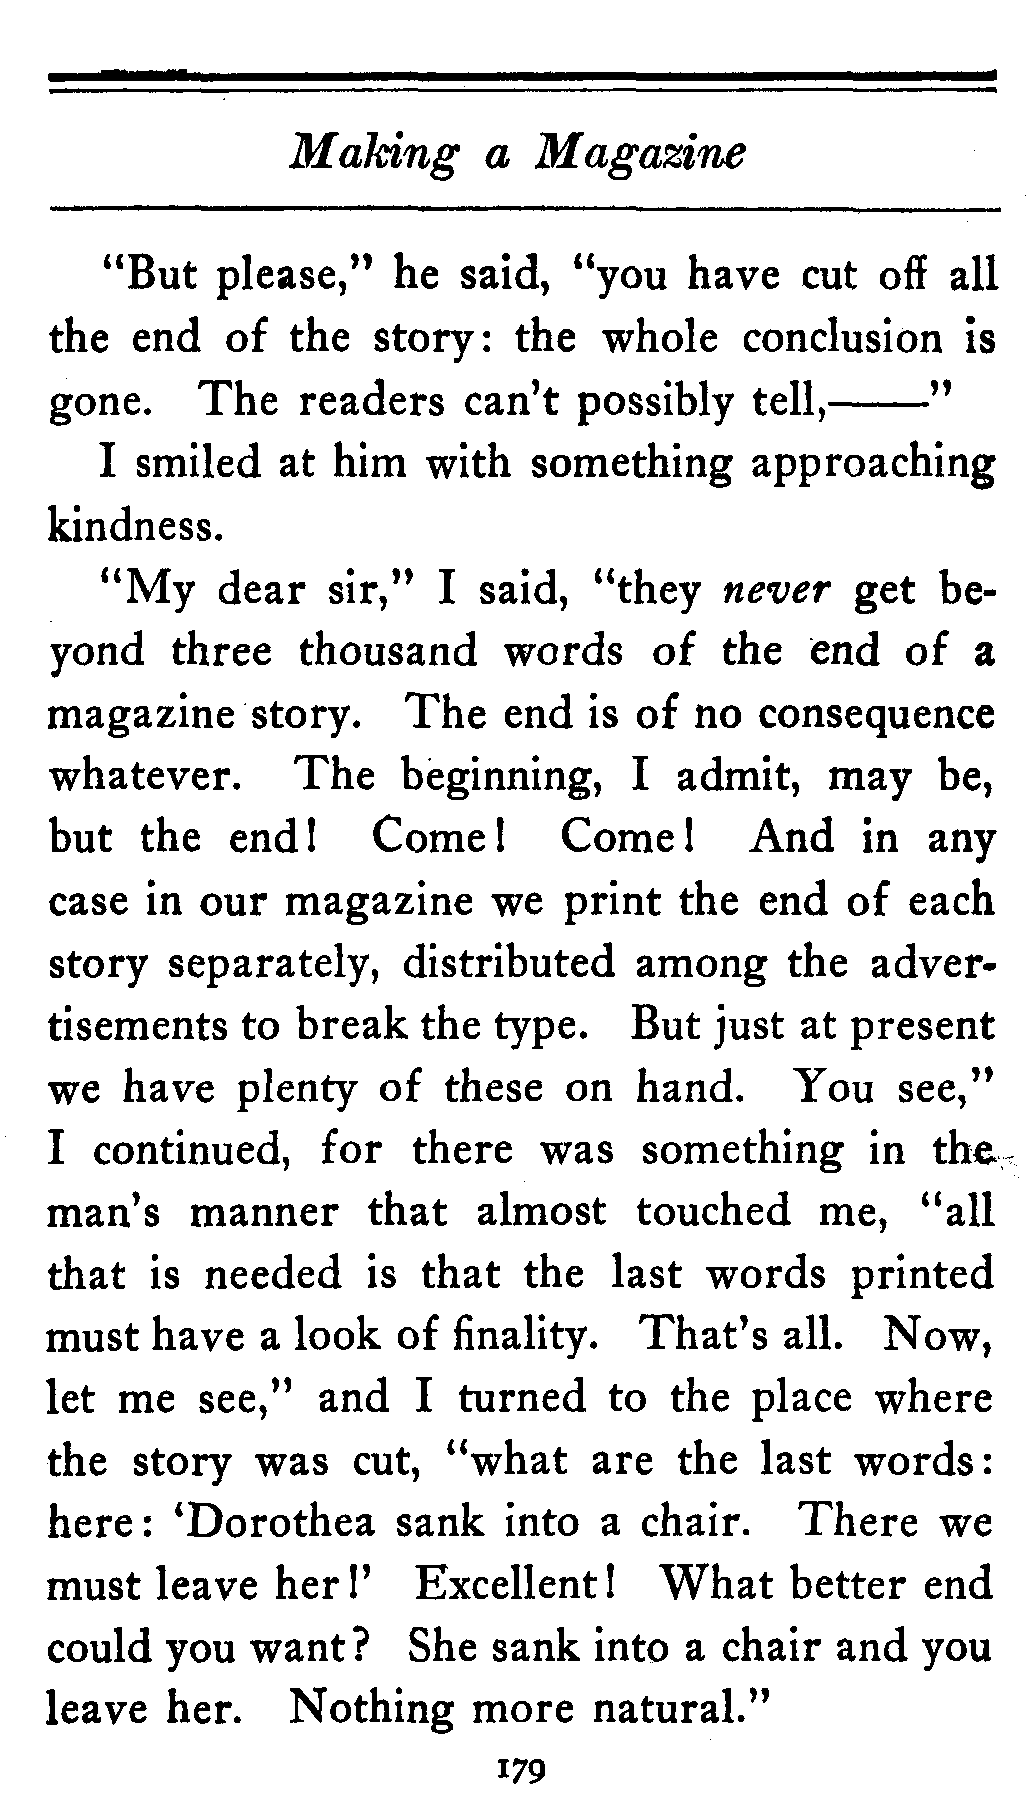 Making a Magazine
"But please," he said, "you have cut off all
the end of the story: the whole conclusion is
gone. The readers can't possibly tell,——"
I smiled at him with something approaching
kindness.
"My dear sir," I said, "they never get be-
yond three thousand words of the end of a
magazine story. The end is of no consequence
whatever. The beginning, I admit, may be,
but the end! Come! Come! And in any
case in our magazine we print the end of each
story separately, distributed among the adver-
tisements to break the type. But just at present
we have plenty of these on hand. You see,"
I continued, for there was something in the
man's manner that almost touched me, "all
that is needed is that the last words printed
must have a look of finality. That's all. Now,
let me see," and I turned to the place where
the story was cut, "what are the last words:
here: 'Dorothea sank into a chair. There we
must leave her!' Excellent! What better end
could you want? She sank into a chair and you
leave her. Nothing more natural."
179